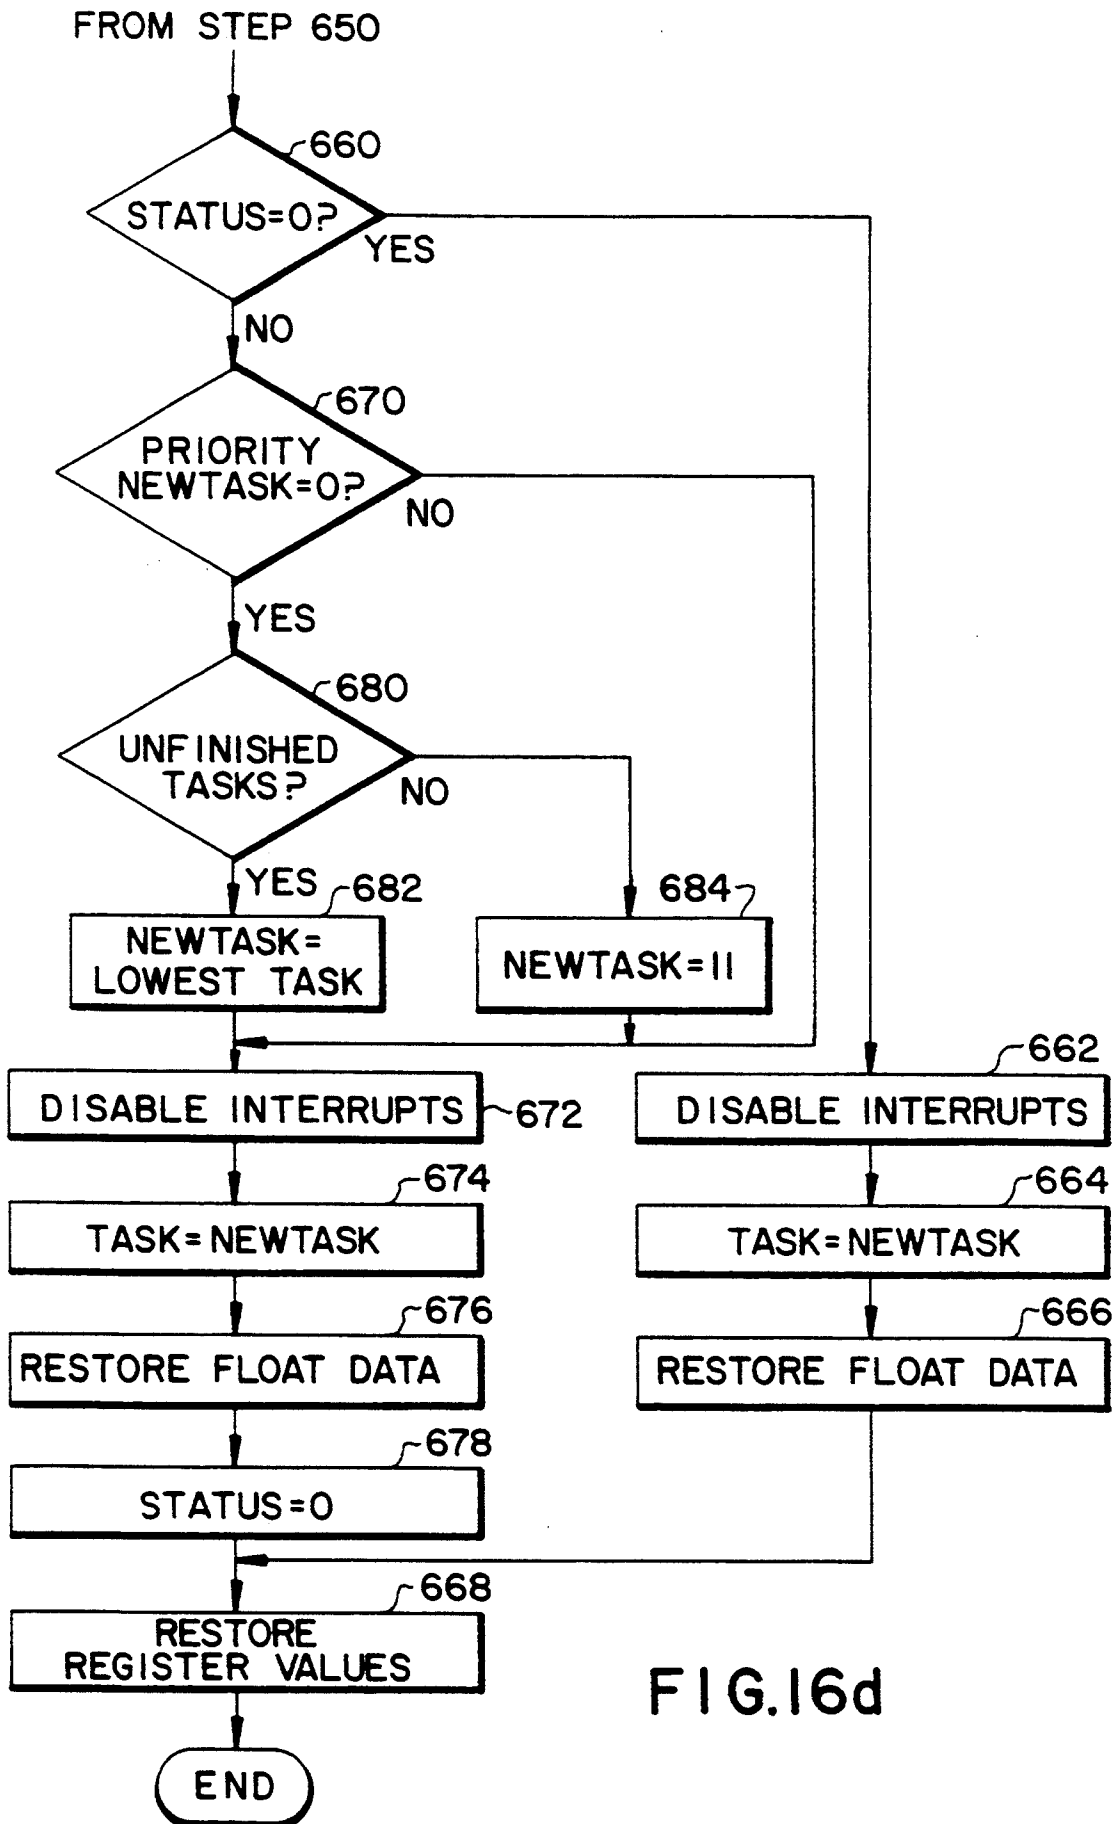 FROM STEP 650
660
STATUS=0?
YES
NO
670
PRIORITY
NEWTASK=0?
NO
YES
680
UNFINISHED
TASKS?
NO
YES
682
684
NEWTASK=
LOWEST TASK
NEWTASK=11
662
DISABLE INTERRUPTS
672
DISABLE INTERRUPTS
674
664
TASK=NEWTASK
TASK=NEWTASK
676
666
RESTORE FLOAT DATA
RESTORE FLOAT DATA
678
STATUS=0
668
RESTORE
REGISTER VALUES
FIG.16d
END